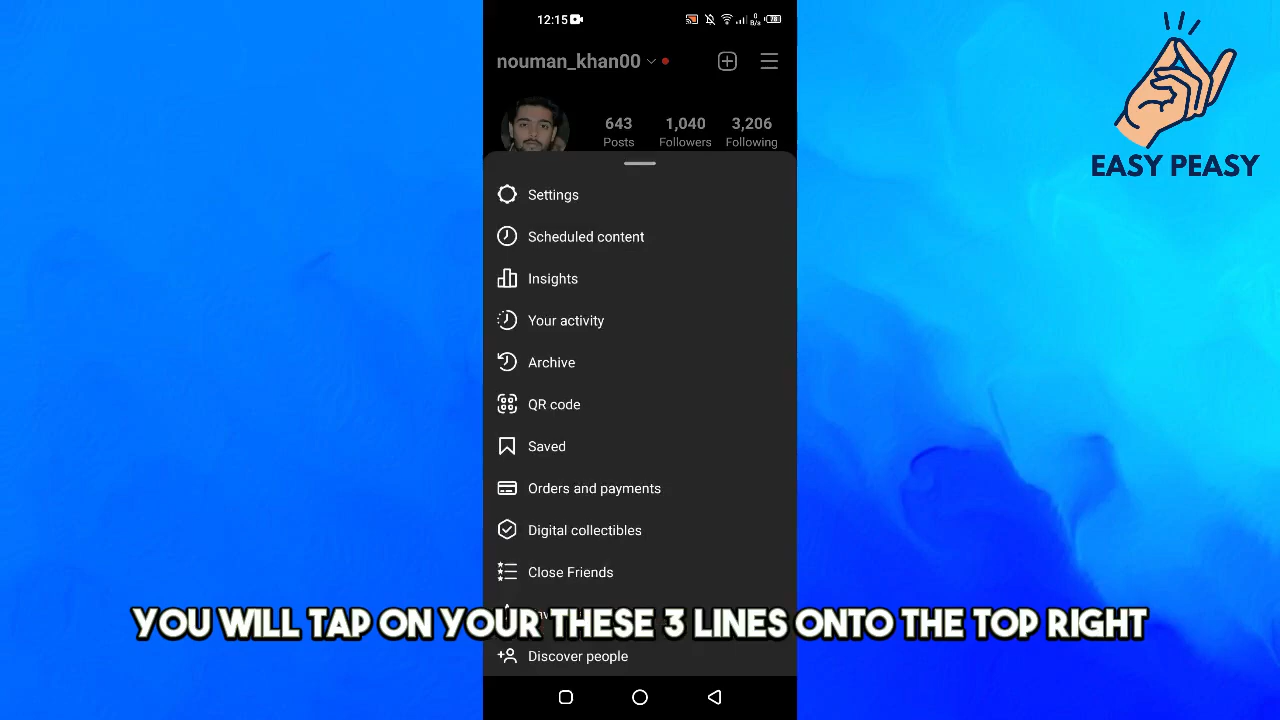 12:15
0
B/s
78
nouman_khan00
EASY PEASY
643
1,040
3,206
Posts
Followers
Following
Settings
Scheduled content
Insights
Your activity
Archive
QR code
Saved
Orders and payments
Digital collectibles
Close Friends
YOU WILL TAP ON YOUR THESE 3 LINES ONTO THE TOP RIGHT
Discover people